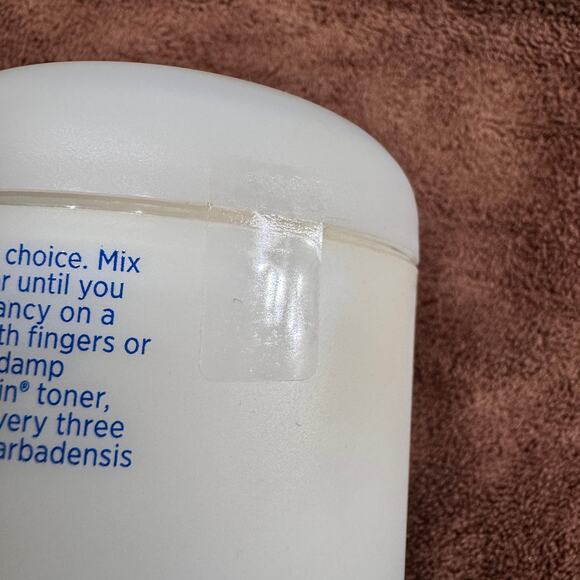 choice. Mix
r until you
ancy on a
th fingers or
damp
in® toner,
very three
arbadensis